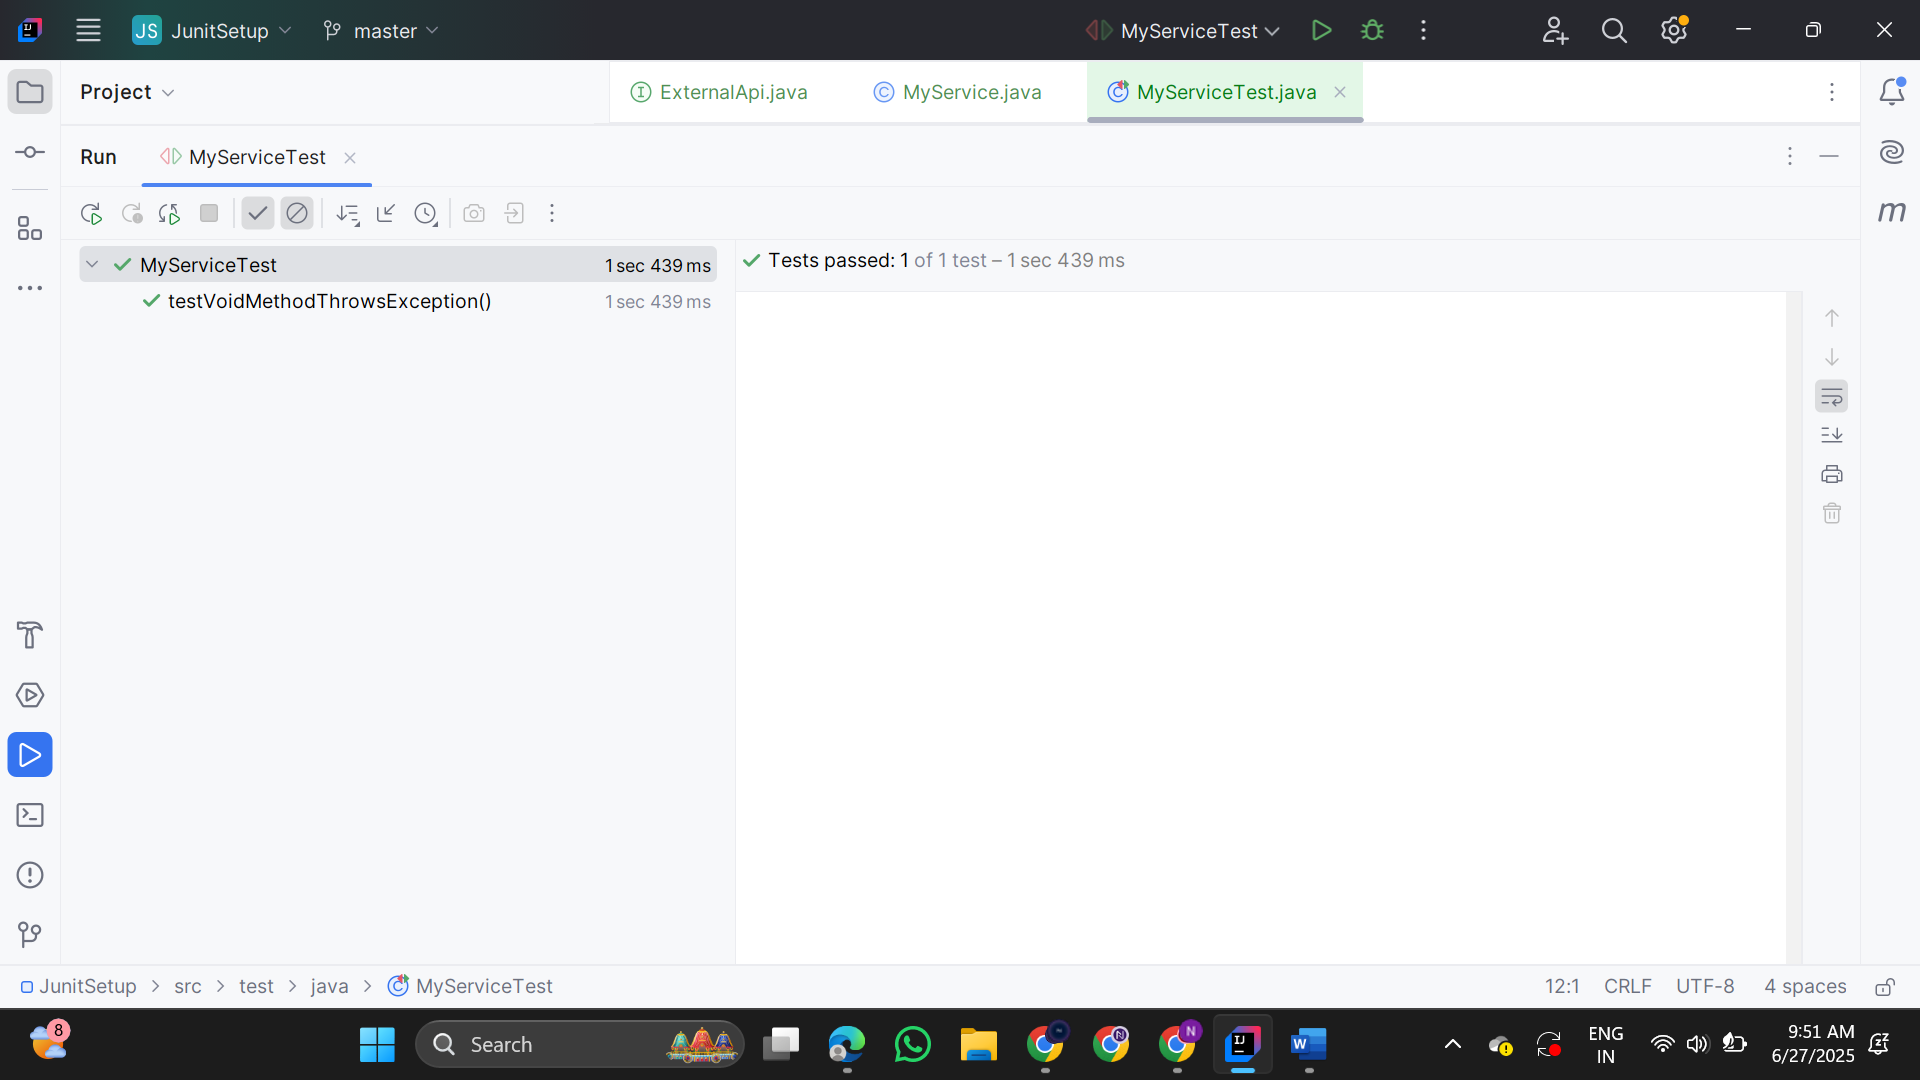 JS JunitSetup master MyServiceTest
Project ExternalApi.java MyService.java MyServiceTest.java
Run MyServiceTest
MyServiceTest 1 sec 439 ms
testVoidMethodThrowsException() 1 sec 439 ms
Tests passed: 1 of 1 test – 1 sec 439 ms
m
JunitSetup > src > test > java > MyServiceTest 12:1 CRLF UTF-8 4 spaces
8 Search ENG IN 9:51 AM
6/27/2025